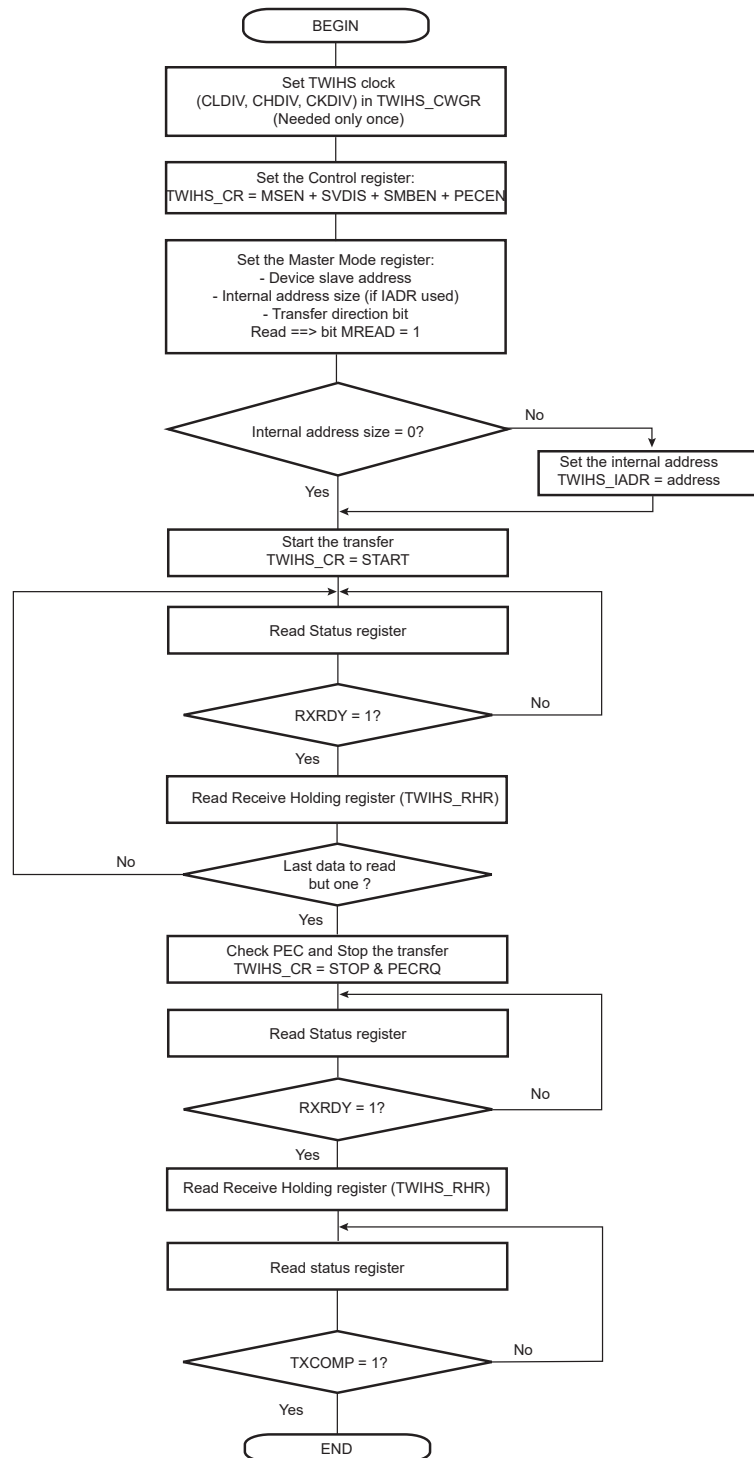 BEGIN
Set TWIHS clock
(CLDIV, CHDIV, CKDIV) in TWIHS_CWGR
(Needed only once)
Set the Control register:
TWIHS_CR = MSEN + SVDIS + SMBEN + PECEN
Set the Master Mode register:
- Device slave address
- Internal address size (if IADR used)
- Transfer direction bit
Read ==> bit MREAD = 1
Internal address size = 0?
No
Set the internal address
TWIHS_IADR = address
Yes
Start the transfer
TWIHS_CR = START
Read Status register
RXRDY = 1?
No
Yes
Read Receive Holding register (TWIHS_RHR)
No
Last data to read
but one ?
Yes
Check PEC and Stop the transfer
TWIHS_CR = STOP & PECRQ
Read Status register
RXRDY = 1?
No
Yes
Read Receive Holding register (TWIHS_RHR)
Read status register
TXCOMP = 1?
No
Yes
END